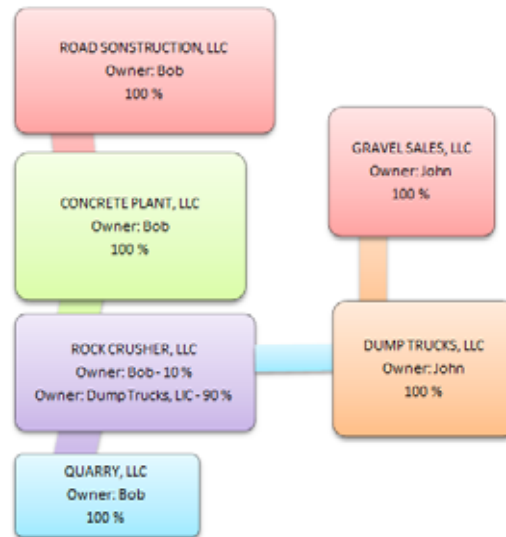 ROAD SONSTRUCTION, LLC
Owner: Bob
100 %
GRAVEL SALES, LLC
Owner: John
100 %
CONCRETE PLANT, LLC
Owner: Bob
100 %
ROCK CRUSHER, LLC
Owner: Bob - 10 %
Owner: Dump Trucks, LIC - 90 %
DUMP TRUCKS, LLC
Owner: John
100 %
QUARRY, LLC
Owner: Bob
100 %